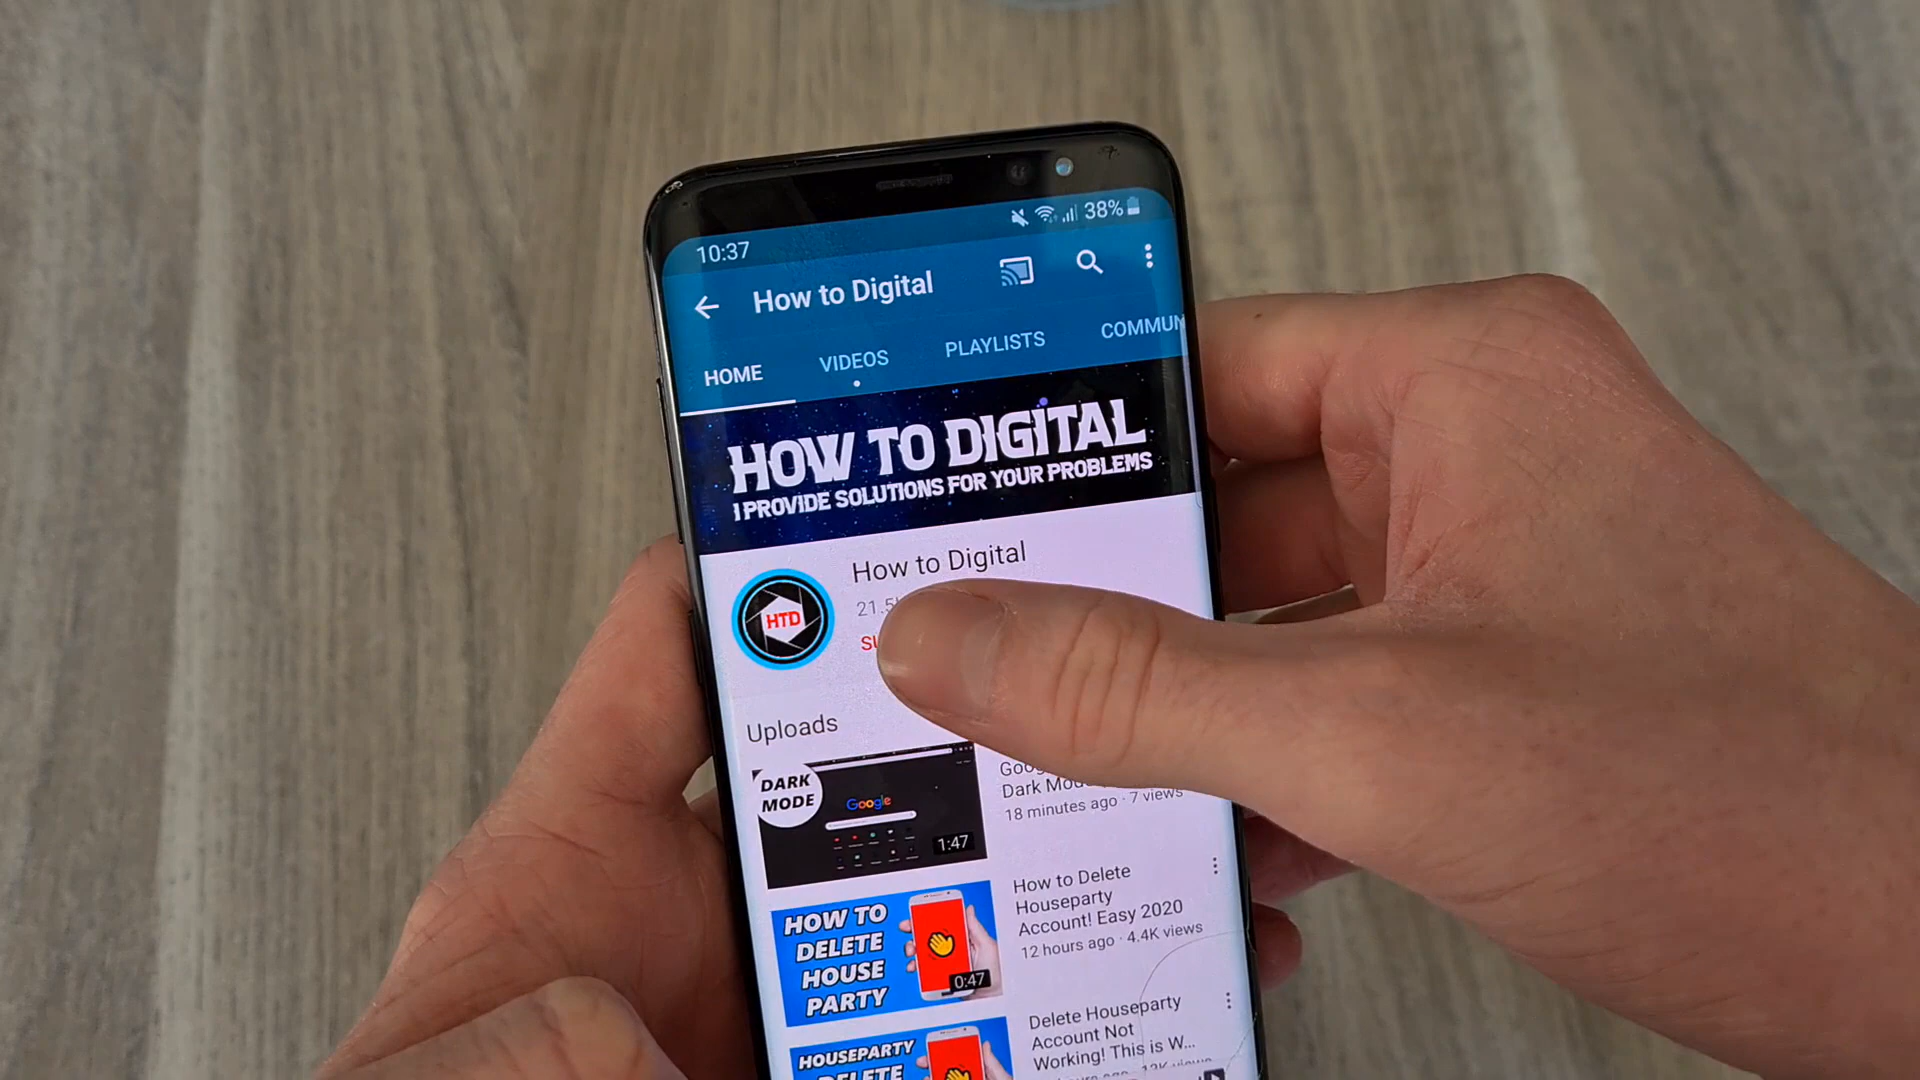 10:37
38%
How to Digital
HOME VIDEOS PLAYLISTS COMMUN
HOW TO DIGITAL
I PROVIDE SOLUTIONS FOR YOUR PROBLEMS
How to Digital
HTD
21.5
Uploads
DARK
MODE
Google
1:47
Dark
18 minutes ago · 7 views
HOW TO
DELETE
HOUSE
PARTY
0:47
How to Delete
Houseparty
Account! Easy 2020
12 hours ago · 4.4K views
HOUSEPARTY
DELETE
Delete Houseparty
Account Not
Working! This is W...